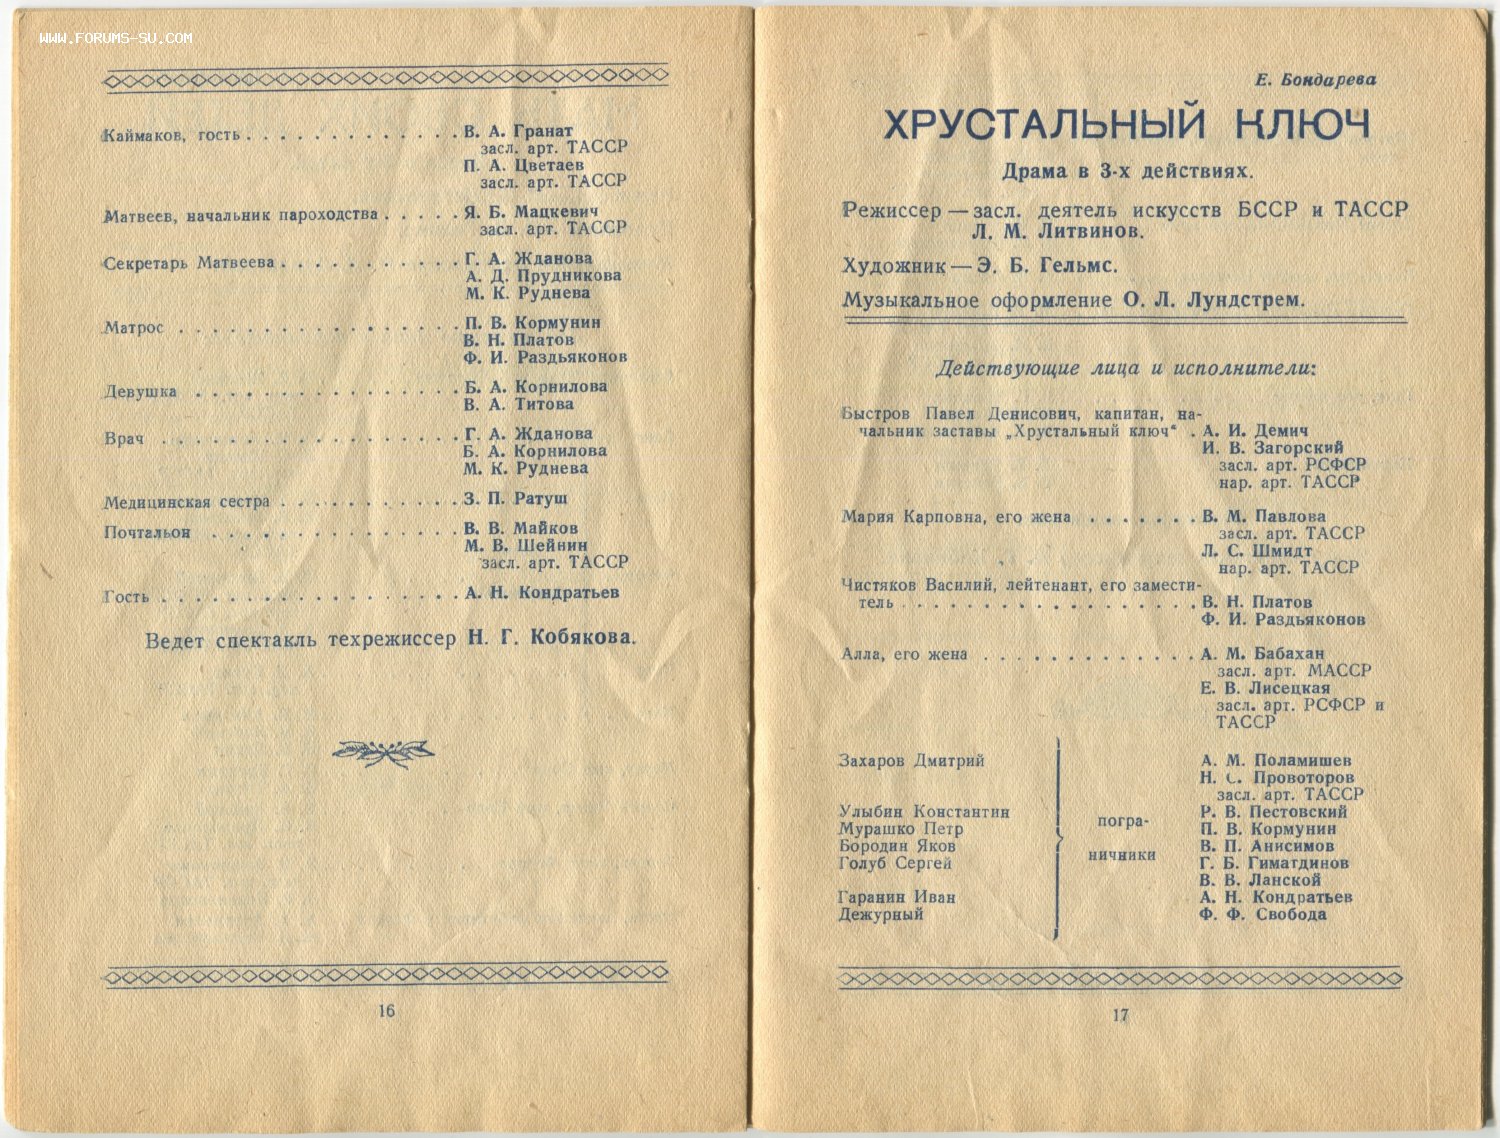 WWW.FORUMS-SU.COM
Каймаков, гость . . . . . . . . . . . . . В. А. Гранат
засл. арт. ТАССР
П. А. Цветаев
засл. арт. ТАССР
Матвеев, начальник пароходства . . . . . Я. Б. Мацкевич
засл. арт. ТАССР
Секретарь Матвеева . . . . . . . . . . . Г. А. Жданова
А. Д. Прудникова
М. К. Руднева
Матрос . . . . . . . . . . . . . . . . . П. В. Кормунин
В. Н. Платов
Ф. И. Раздьяконов
Девушка . . . . . . . . . . . . . . . . Б. А. Корнилова
В. А. Титова
Врач . . . . . . . . . . . . . . . . . . Г. А. Жданова
Б. А. Корнилова
М. К. Руднева
Медицинская сестра . . . . . . . . . . . З. П. Ратуш
Почтальон . . . . . . . . . . . . . . . В. В. Майков
М. В. Шейнин
засл. арт. ТАССР
Гость . . . . . . . . . . . . . . . . . . А. Н. Кондратьев
Ведет спектакль техрежиссер Н. Г. Кобякова.
16
Е. Бондарева
ХРУСТАЛЬНЫЙ КЛЮЧ
Драма в 3-х действиях.
Режиссер — засл. деятель искусств БССР и ТАССР
Л. М. Литвинов.
Художник — Э. Б. Гельмс.
Музыкальное оформление О. Л. Лундстрем.
Действующие лица и исполнители:
Быстров Павел Денисович, капитан, на-
чальник заставы „Хрустальный ключ“ . А. И. Демич
И. В. Загорский
засл. арт. РСФСР
нар. арт. ТАССР
Мария Карповна, его жена . . . . . . . В. М. Павлова
засл. арт. ТАССР
Л. С. Шмидт
нар. арт. ТАССР
Чистяков Василий, лейтенант, его замести-
тель . . . . . . . . . . . . . . . . . . В. Н. Платов
Ф. И. Раздьяконов
Алла, его жена . . . . . . . . . . . . . А. М. Бабахан
засл. арт. МАССР
Е. В. Лисецкая
засл. арт. РСФСР и
ТАССР
Захаров Дмитрий А. М. Поламишев
Н. С. Провоторов
засл. арт. ТАССР
Улыбин Константин Р. В. Пестовский
погра-
Мурашко Петр П. В. Кормунин
Бородин Яков В. П. Анисимов
ничники
Голуб Сергей Г. Б. Гиматдинов
В. В. Ланской
Гаранин Иван А. Н. Кондратьев
Дежурный Ф. Ф. Свобода
17